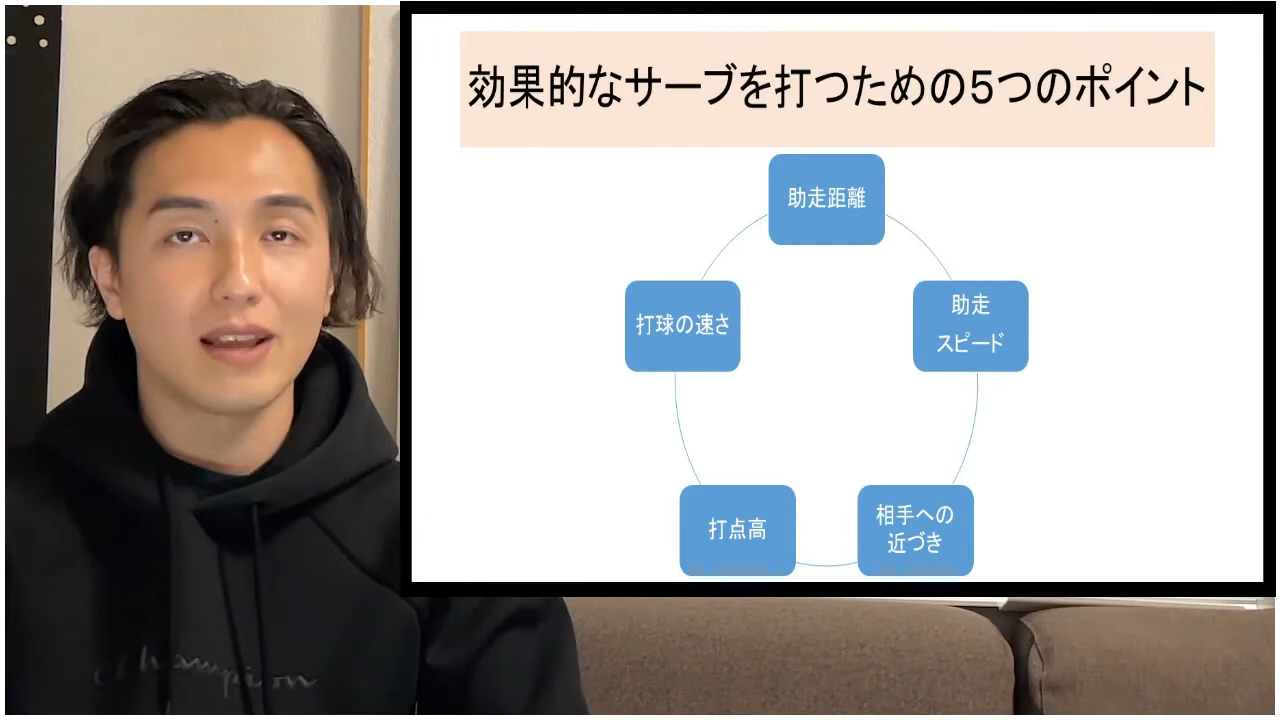 効果的なサーブを打つための5つのポイント
助走距離
打球の速さ
助走
スピード
打点高
相手への
近づき
Champion